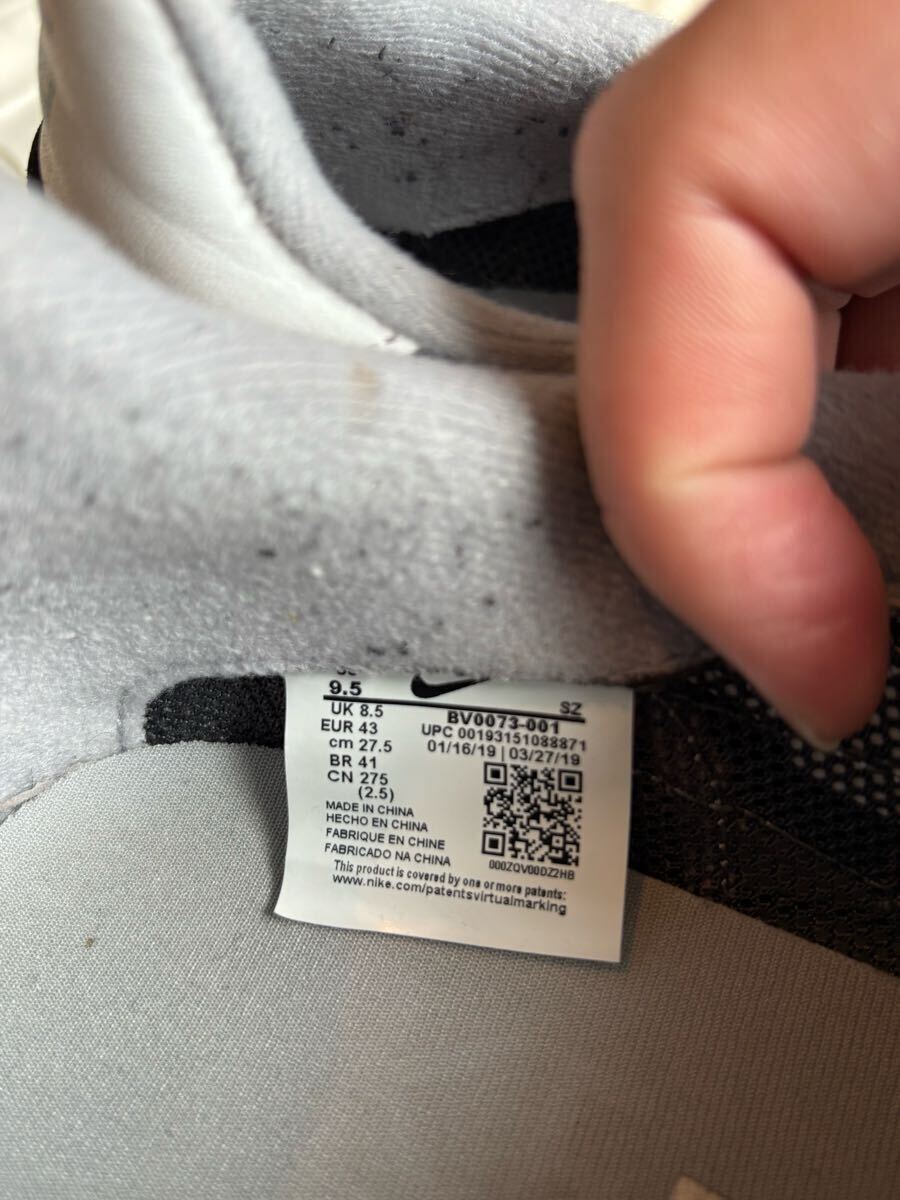 9.5
UK 8.5
EUR 43
cm 27.5
BR 41
CN 275
(2.5)
SZ
BV0073-001
UPC 00193151088871
01/16/19 | 03/27/19
MADE IN CHINA
HECHO EN CHINA
FABRIQUE EN CHINE
FABRICADO NA CHINA
000ZQV00DZ2HB
This product is covered by one or more patents:
www.nike.com/patentsvirtualmarking